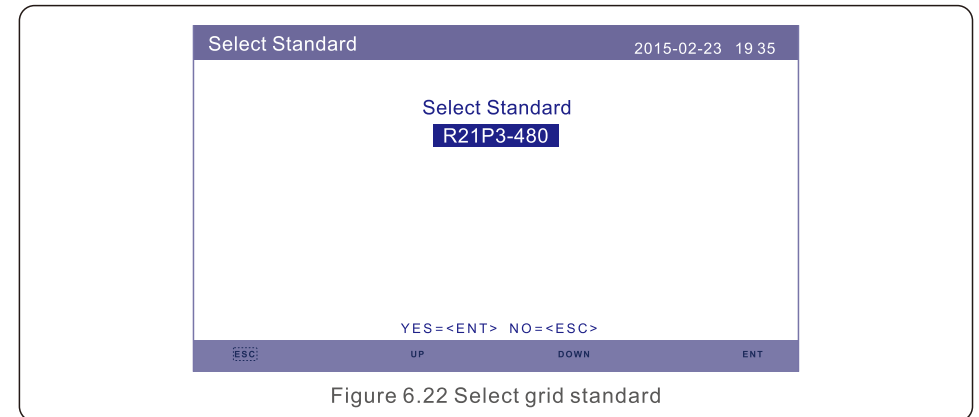 Select Standard 2015-02-23 19 35
Select Standard
R21P3-480
YES=<ENT> NO=<ESC>
ESC UP DOWN ENT
Figure 6.22 Select grid standard